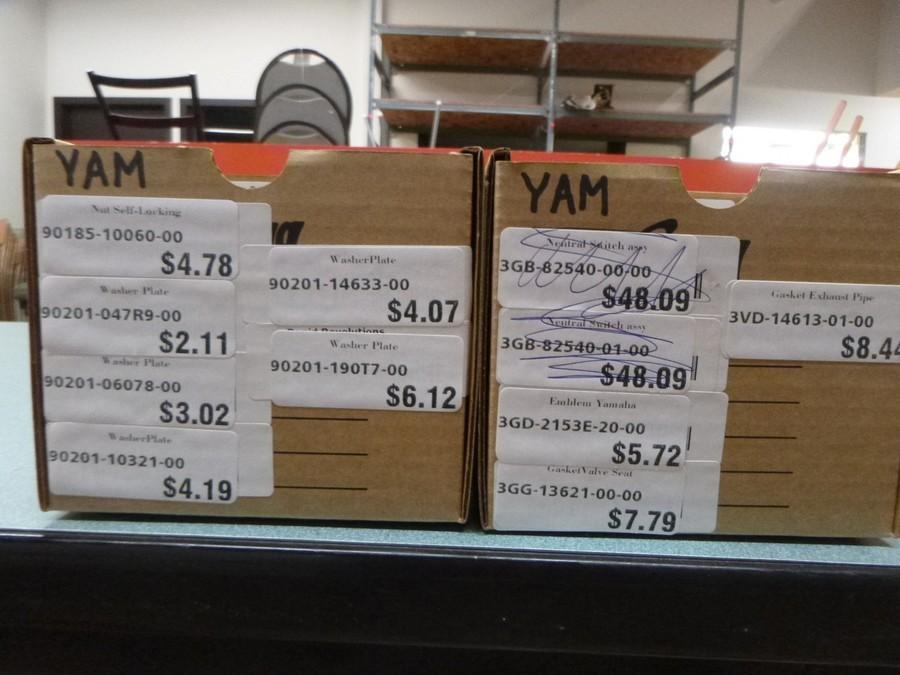 YAM
Nut Self-Locking
90185-10060-00
$4.78
Washer Plate
90201-047R9-00
$2.11
Washer Plate
90201-06078-00
$3.02
WasherPlate
90201-10321-00
$4.19
WasherPlate
90201-14633-00
$4.07
Washer Plate
90201-190T7-00
$6.12
YAM
Neutral Switch assy
3GB-82540-00-00
$48.09
Neutral Switch assy
3GB-82540-01-00
$48.09
Emblem Yamaha
3GD-2153E-20-00
$5.72
GasketValve Seat
3GG-13621-00-00
$7.79
Gasket Exhaust Pipe
3VD-14613-01-00
$8.44